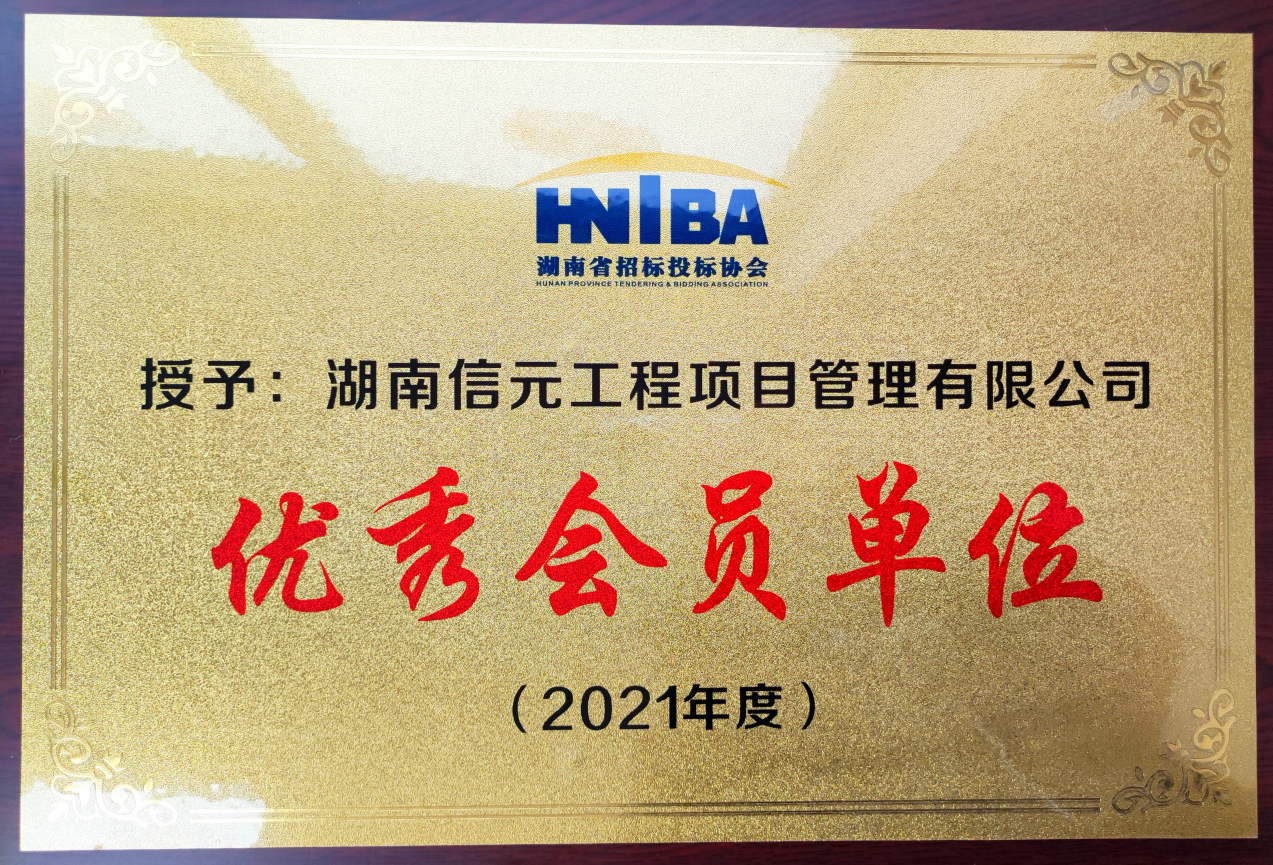 HNIBA
湖南省招标投标协会
HUNAN PROVINCE TENDERING & BIDDING ASSOCIATION
授予：湖南信元工程项目管理有限公司
优秀会员单位
（2021年度）